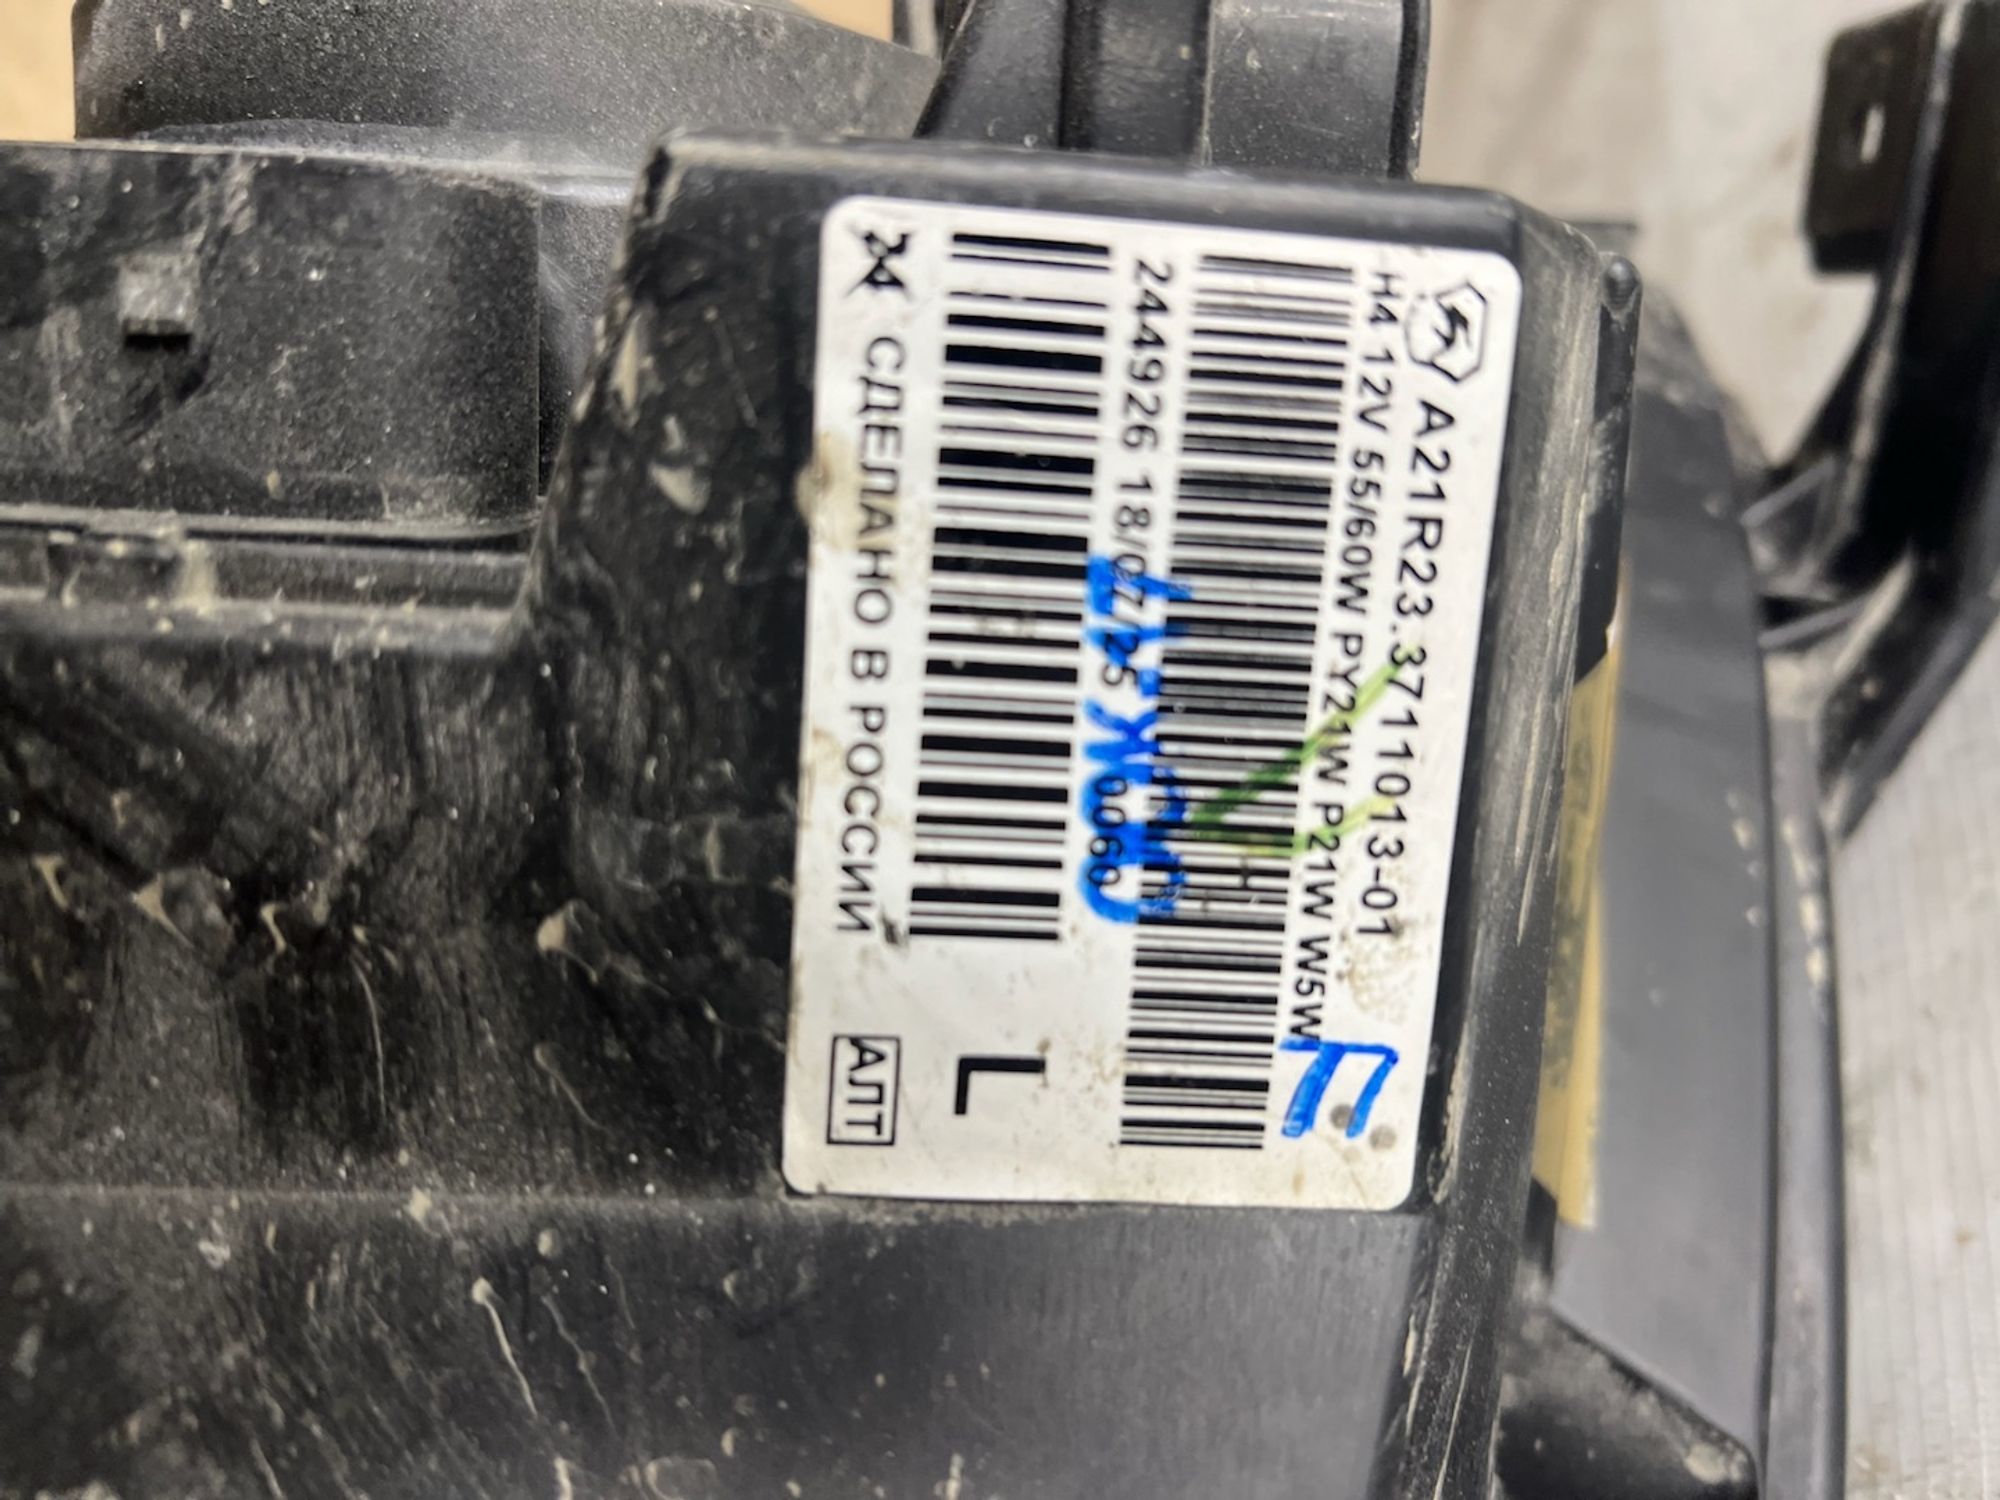 A21R23.3711013-01
H4 12V 55/60W PY21W P21W W5W
П
244926 18/07/25 0060
L
СДЕЛАНО В РОССИИ
АЛТ